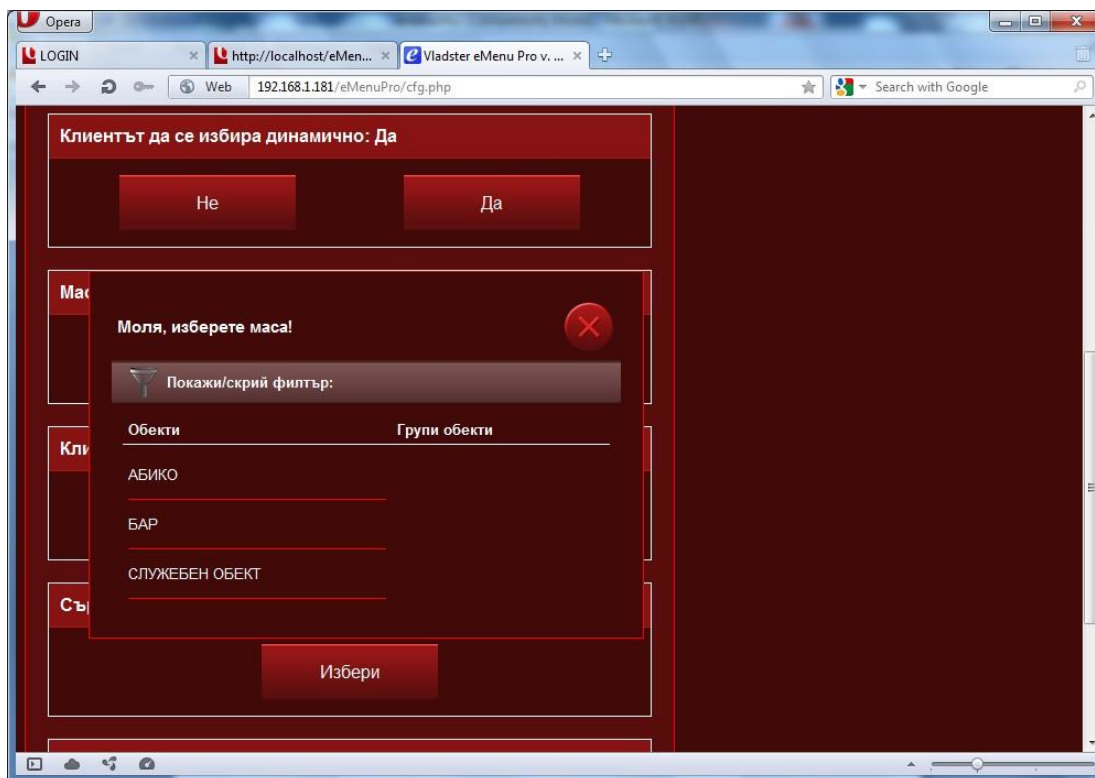 Opera
LOGIN
http://localhost/eMen...
Vladster eMenu Pro v. ...
Web
192.168.1.181/eMenuPro/cfg.php
Search with Google
Клиентът да се избира динамично: Да
Не
Да
Мас
Моля, изберете маса!
Покажи/скрий филтър:
Обекти
Групи обекти
Кли
АБИКО
БАР
СЛУЖЕБЕН ОБЕКТ
Съ
Избери